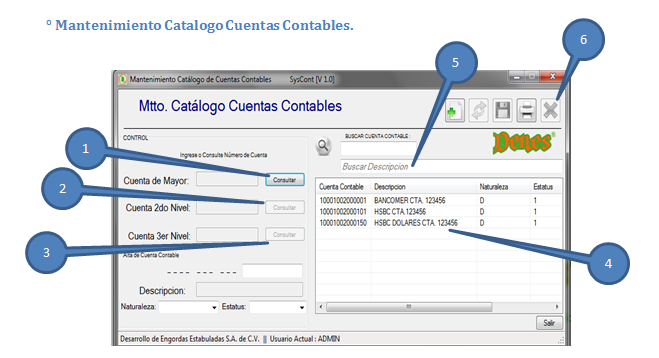 ° Mantenimiento Catalogo Cuentas Contables.
6
5
Mantenimiento Catálogo de Cuentas Contables SysCont [V 1.0]
Mtto. Catálogo Cuentas Contables
CONTROL
BUSCAR CUENTA CONTABLE :
Denes
1
Ingrese o Consulte Número de Cuenta
Buscar Descripcion
Cuenta de Mayor:
Consultar
Cuenta Contable Descripcion Naturaleza Estatus
2
10001002000001 BANCOMER CTA. 123456 D 1
Cuenta 2do Nivel:
Consultar
10001002000101 HSBC CTA.123456 D 1
10001002000150 HSBC DOLARES CTA. 123456 D 1
Cuenta 3er Nivel:
Consultar
3
Alta de Cuenta Contable
4
---- --- ---
Descripcion:
Naturaleza: Estatus:
Salir
Desarrollo de Engordas Estabuladas S.A. de C.V. || Usuario Actual : ADMIN